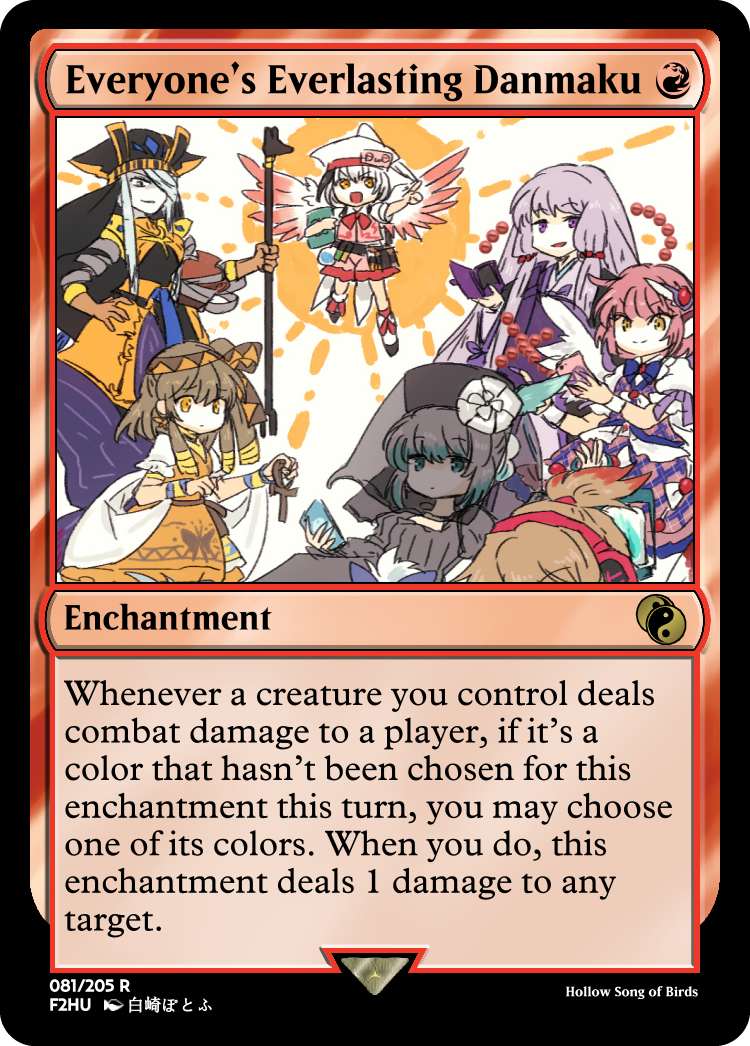 Everyone's Everlasting Danmaku
Enchantment
Whenever a creature you control deals
combat damage to a player, if it's a
color that hasn't been chosen for this
enchantment this turn, you may choose
one of its colors. When you do, this
enchantment deals 1 damage to any
target.
081/205 R
F2HU 白崎ぽとふ
Hollow Song of Birds